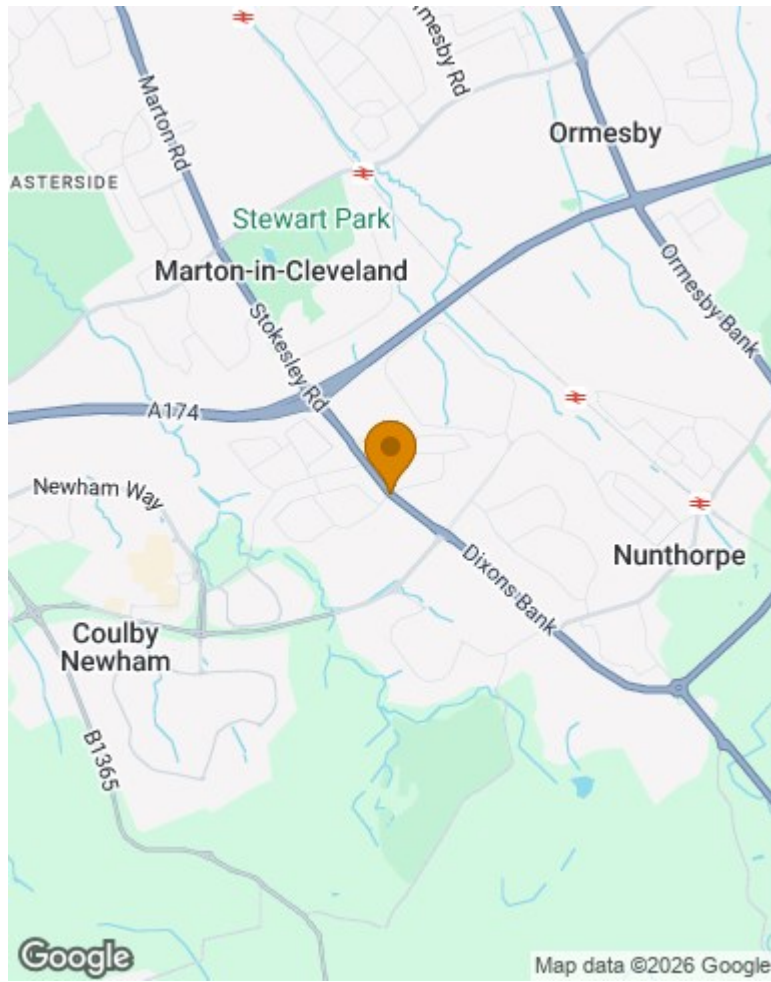 rmesby Rd
Marton Rd
Ormesby
ASTERSIDE
Stewart Park
Marton-in-Cleveland
Ormesby Bank
Stokesley Rd
A174
Newham Way
Nunthorpe
Dixons Bank
Coulby
Newham
B1365
Google
Map data ©2026 Google